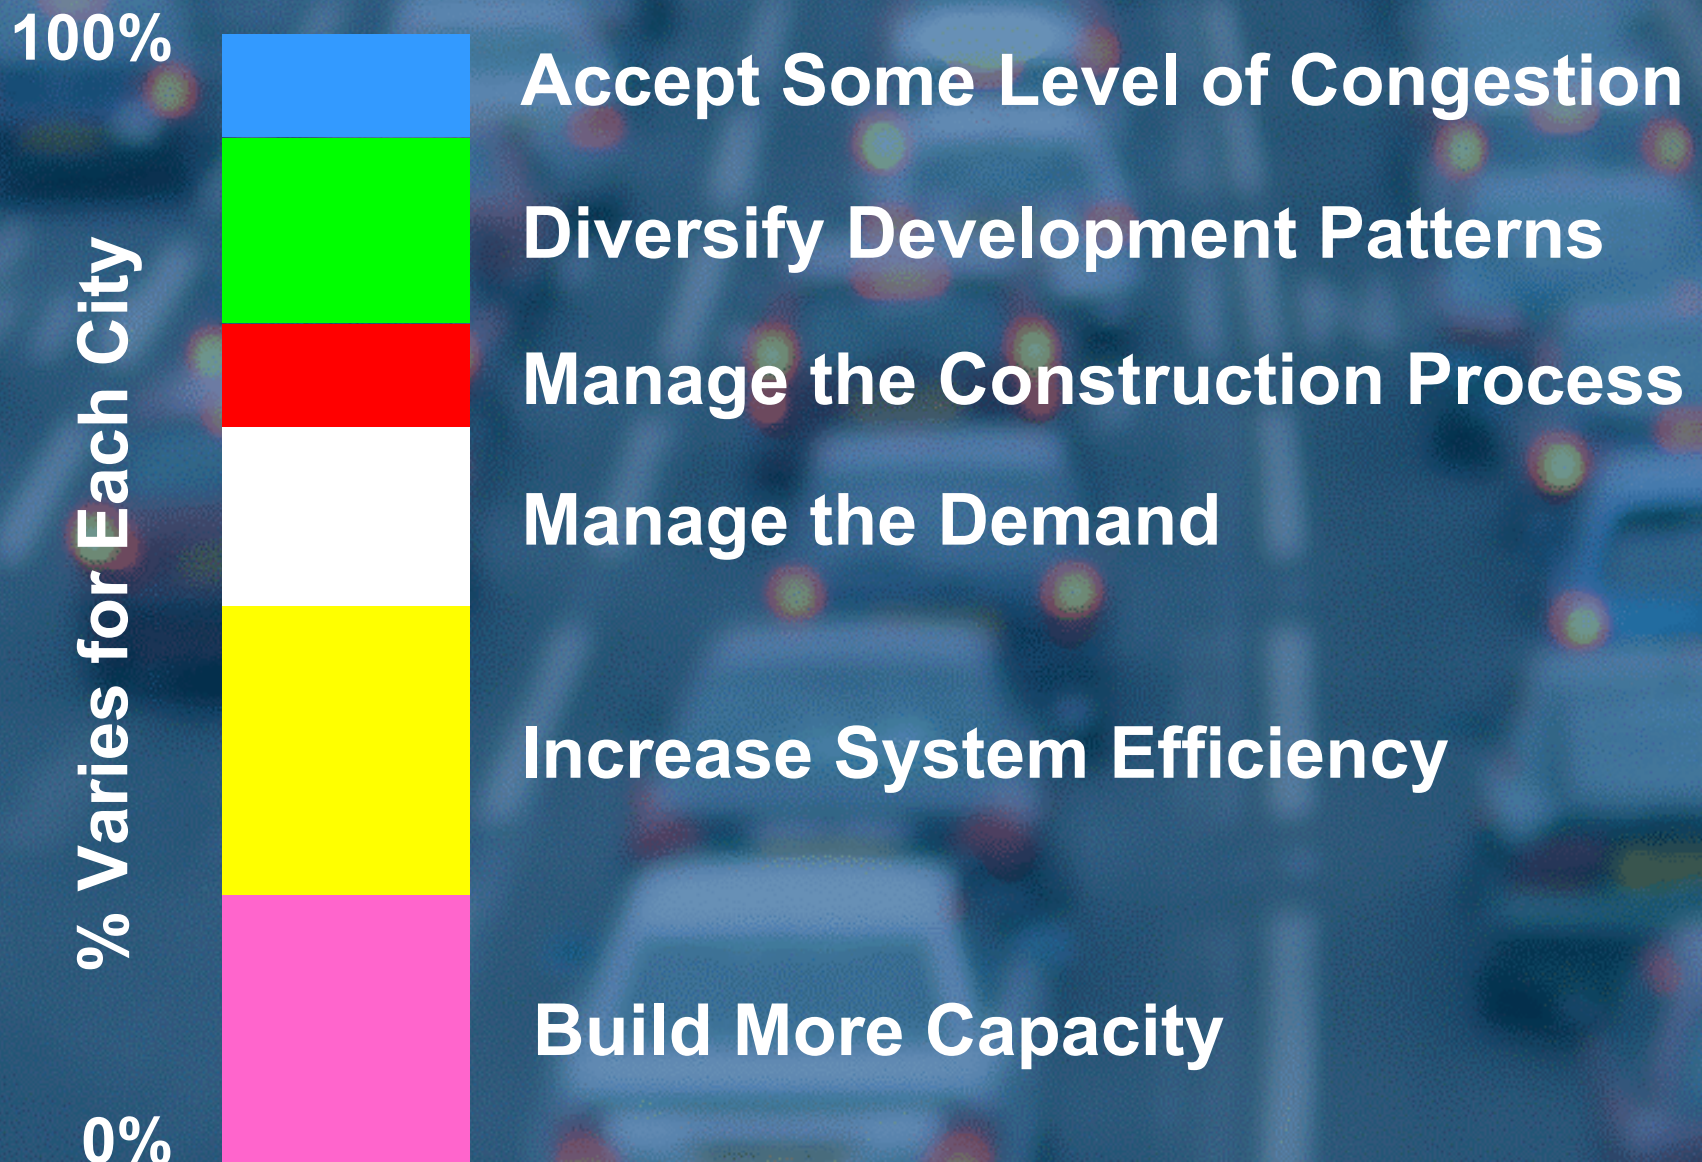 100%
Accept Some Level of Congestion
Diversify Development Patterns
Manage the Construction Process
Manage the Demand
Increase System Efficiency
Build More Capacity
0%
% Varies for Each City